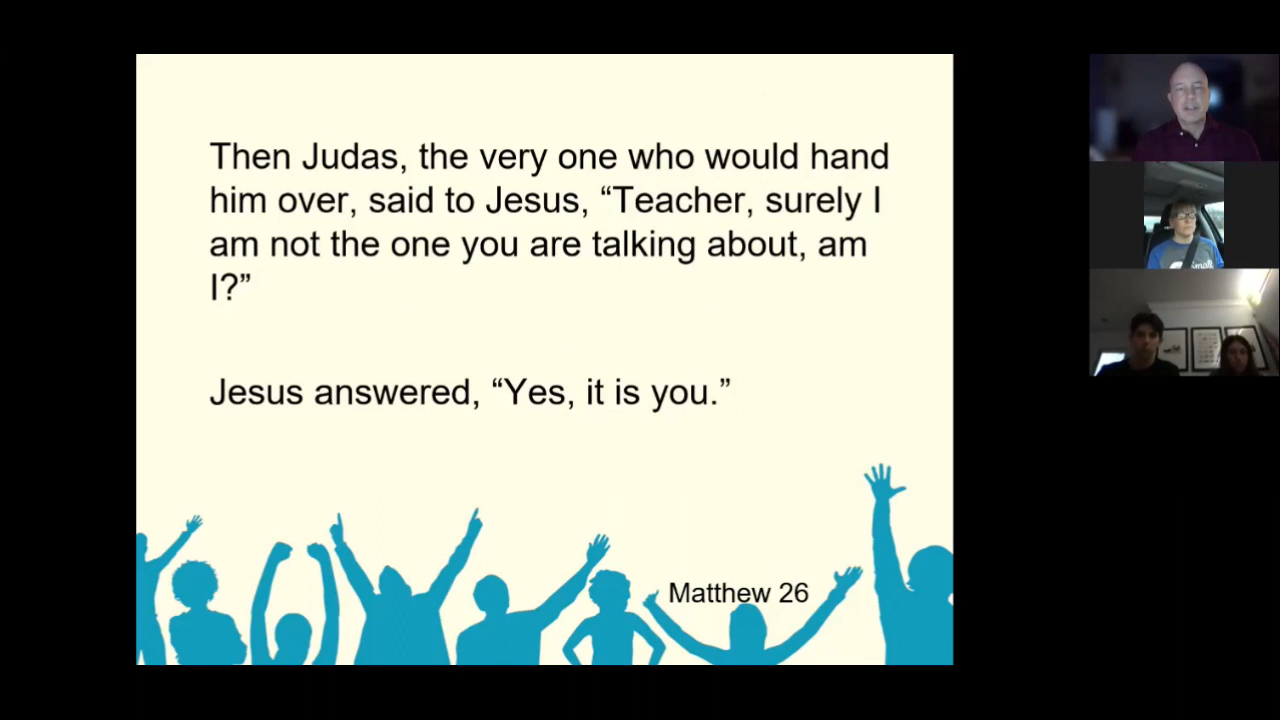 Then Judas, the very one who would hand
him over, said to Jesus, “Teacher, surely I
am not the one you are talking about, am
I?”
Jesus answered, “Yes, it is you.”
Matthew 26